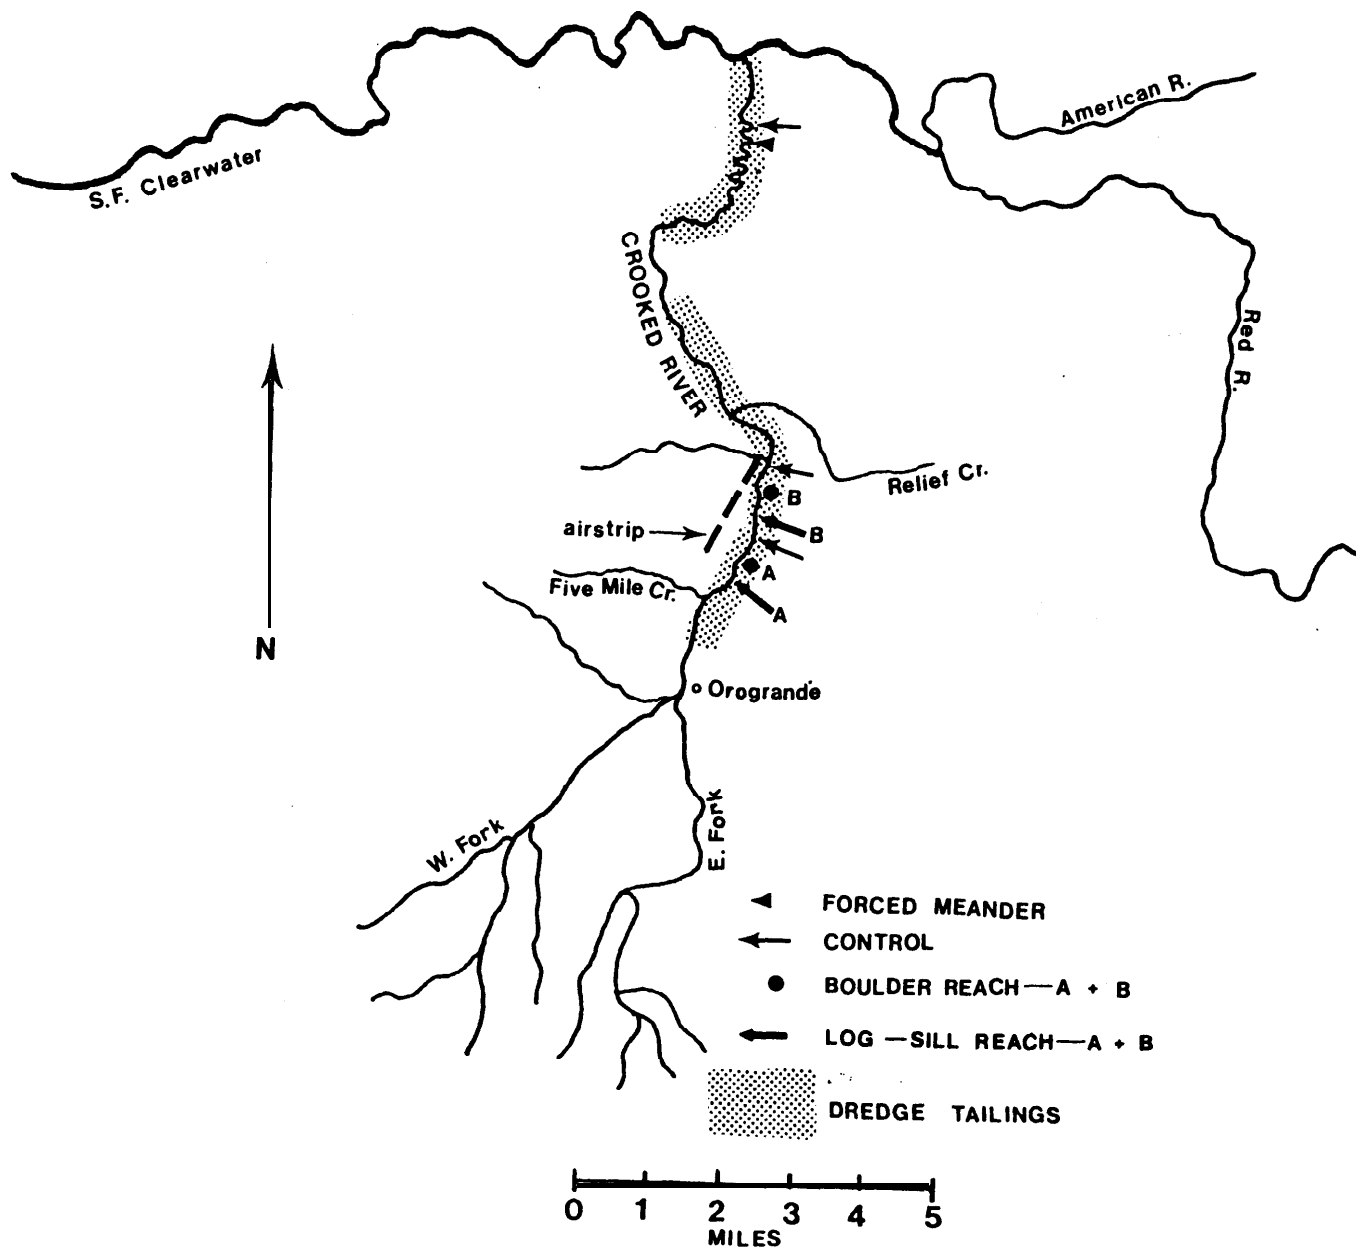 American R.
S.F. Clearwater
CROOKED RIVER
Red R.
Relief Cr.
B
airstrip
B
A
Five Mile Cr.
A
N
Orogrande
E. Fork
W. Fork
FORCED MEANDER
CONTROL
BOULDER REACH—A + B
LOG —SILL REACH—A + B
DREDGE TAILINGS
0 1 2 3 4 5
MILES